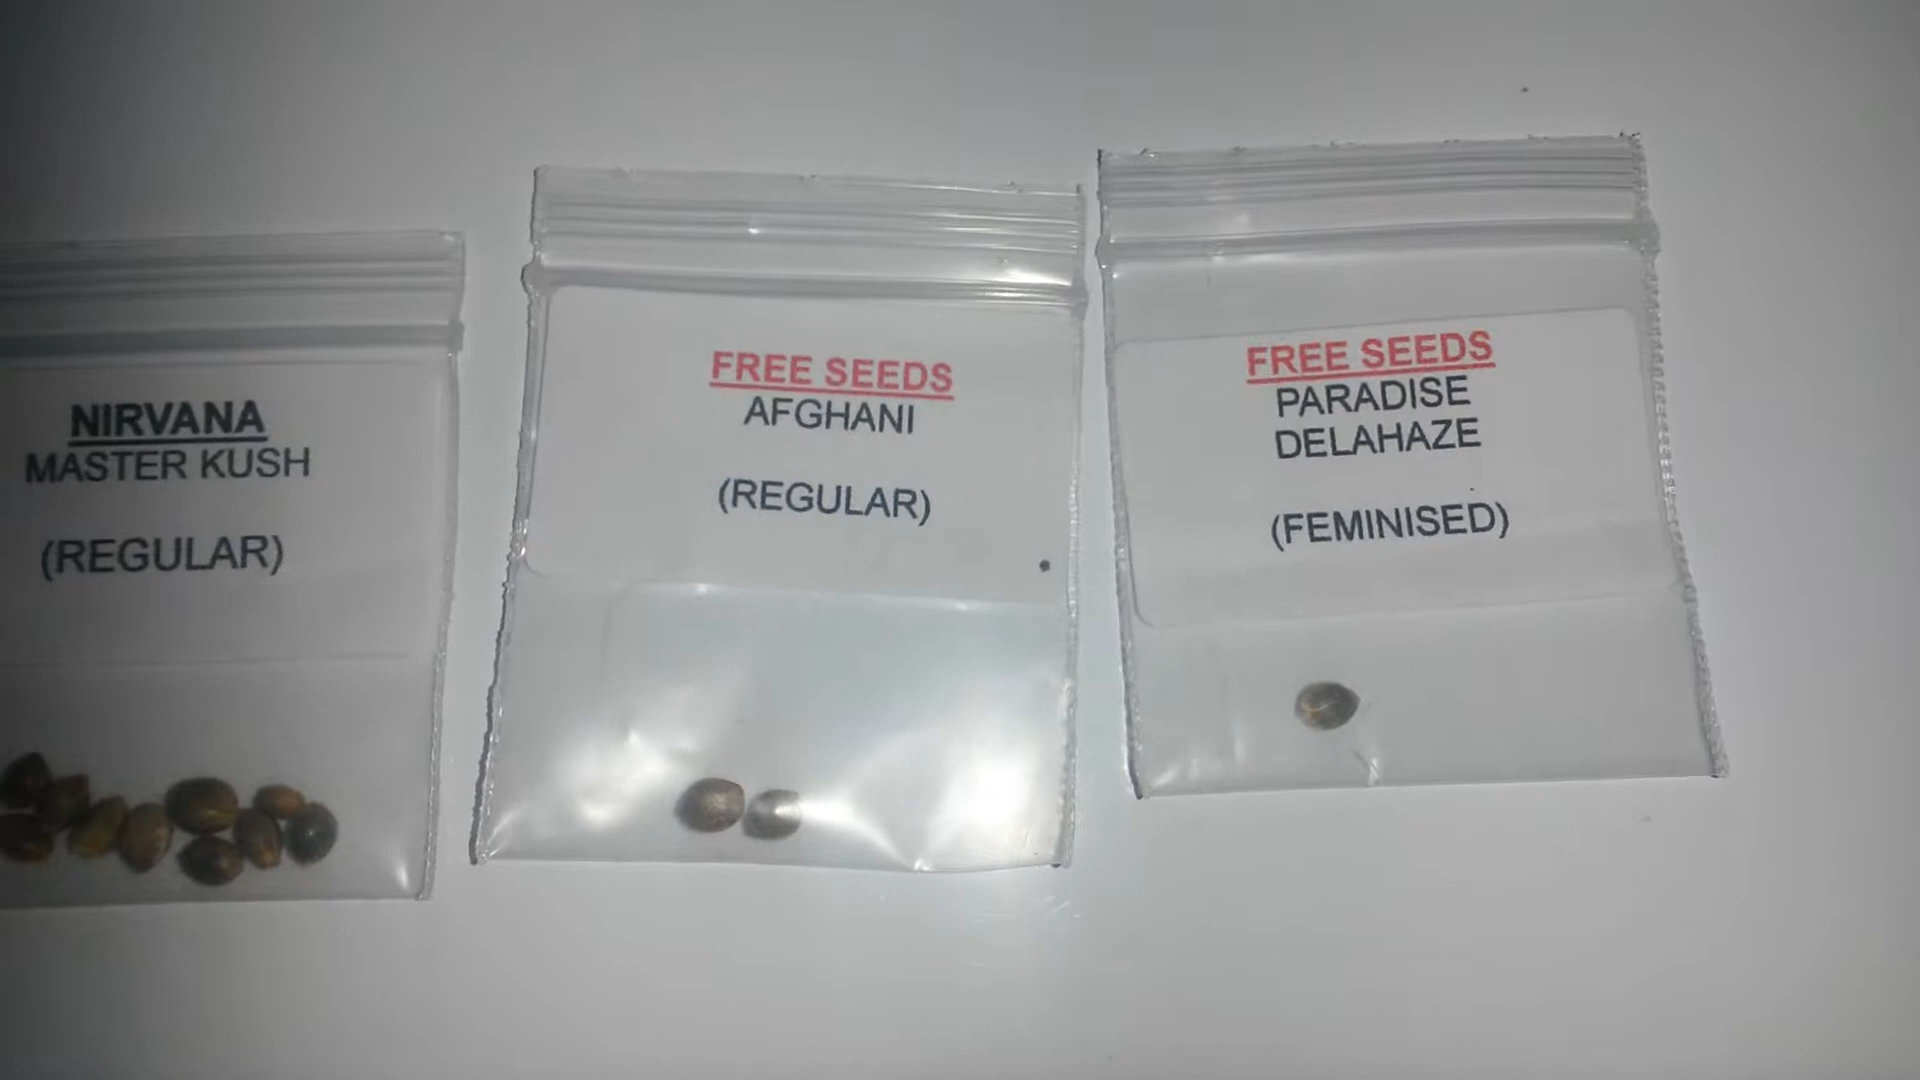 NIRVANA
MASTER KUSH
(REGULAR)
FREE SEEDS
AFGHANI
(REGULAR)
FREE SEEDS
PARADISE
DELAHAZE
(FEMINISED)